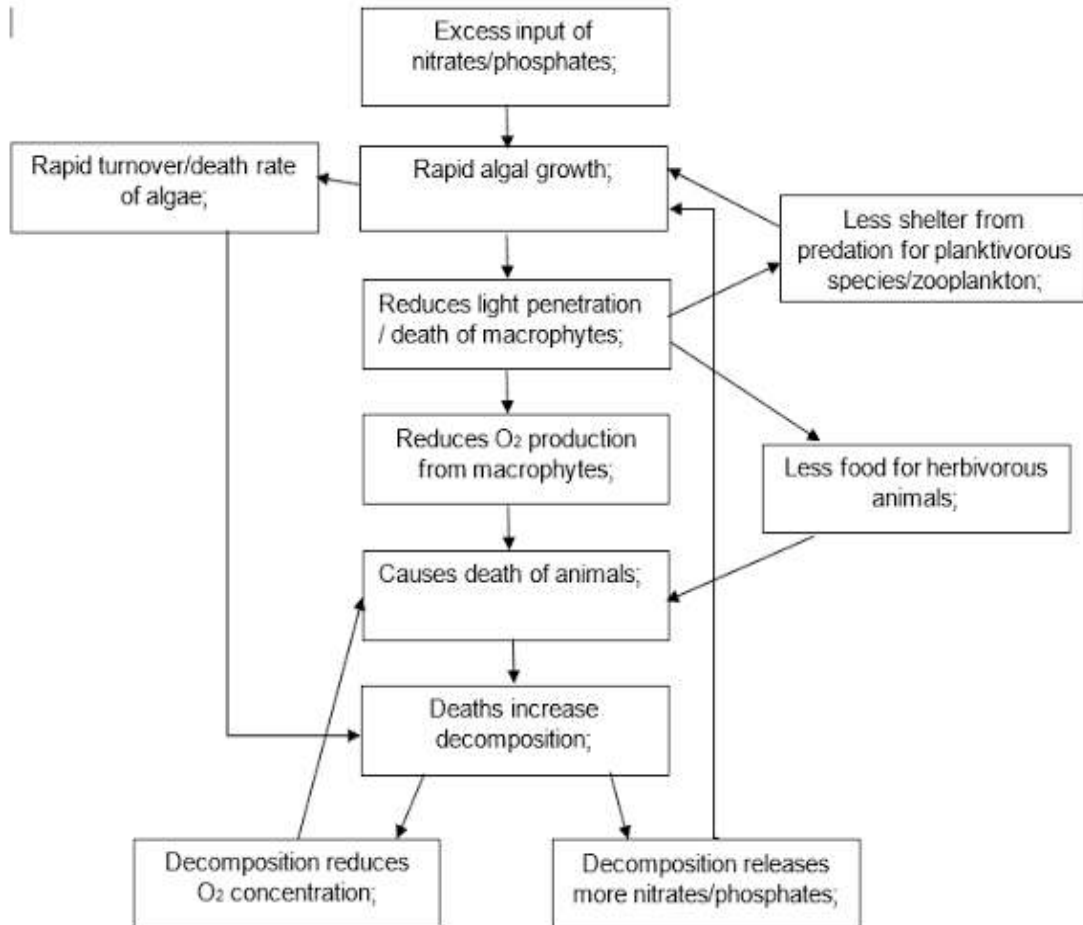 Excess input of
nitrates/phosphates;
Rapid turnover/death rate
of algae;
Rapid algal growth;
Less shelter from
predation for planktivorous
species/zooplankton;
Reduces light penetration
/ death of macrophytes;
Reduces O2 production
from macrophytes;
Less food for herbivorous
animals;
Causes death of animals;
Deaths increase
decomposition;
Decomposition reduces
O2 concentration;
Decomposition releases
more nitrates/phosphates;